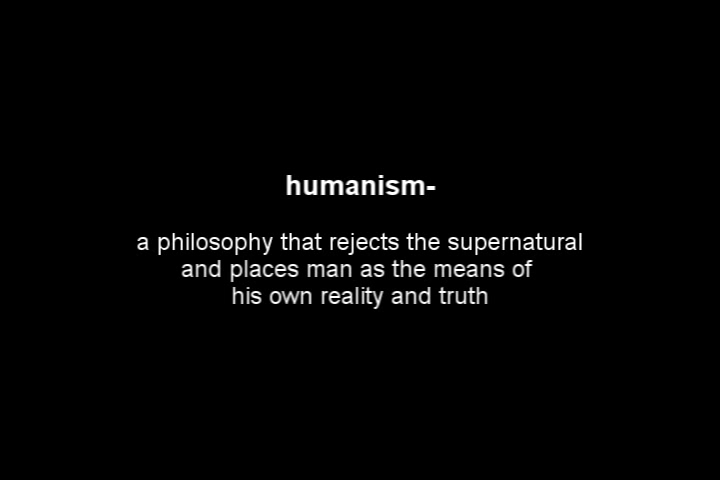 humanism-
a philosophy that rejects the supernatural
and places man as the means of
his own reality and truth